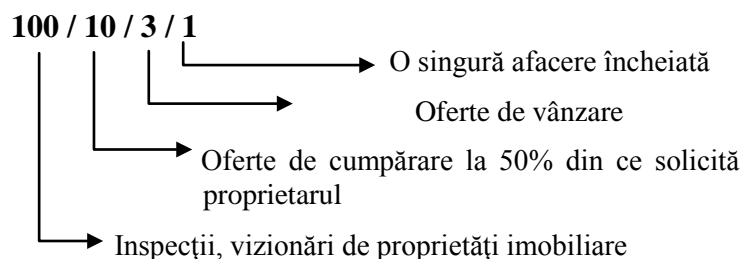 100 / 10 / 3 / 1
O singură afacere încheiată
Oferte de vânzare
Oferte de cumpărare la 50% din ce solicită
proprietarul
Inspecţii, vizionări de proprietăţi imobiliare